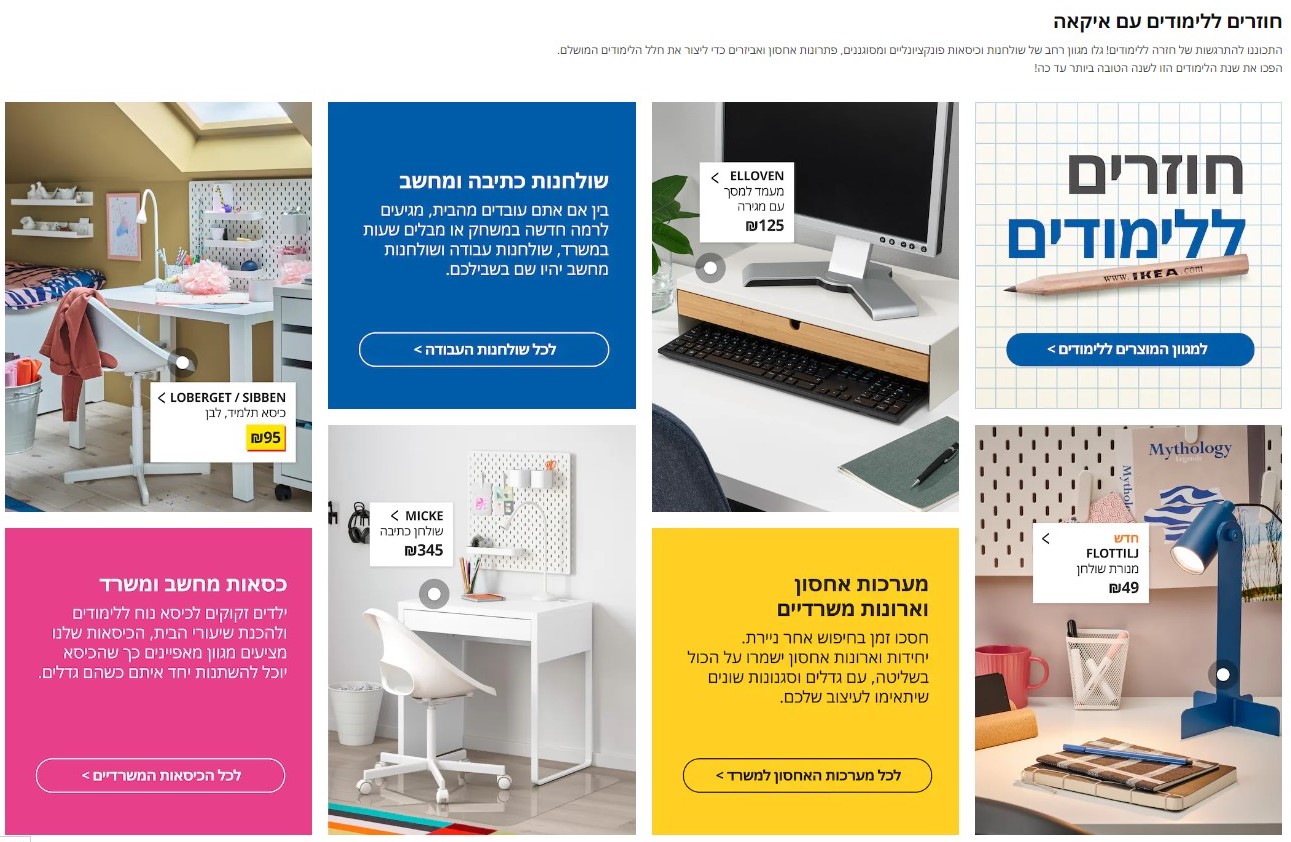 חוזרים ללימודים עם איקאה
התכוננו להתרגשות של חזרה ללימודים! גלו מגוון רחב של שולחנות וכיסאות פונקציונליים ומסוגננים, פתרונות אחסון ואביזרים כדי ליצור את חלל הלימודים המושלם.
הפכו את שנת הלימודים הזו לשנה הטובה ביותר עד כה!
חוזרים
ללימודים
www.IKEA.com
למגוון המוצרים ללימודים >
ELLOVEN
מעמד למסך
עם מגירה
₪125
שולחנות כתיבה ומחשב
בין אם אתם עובדים מהבית, מגיעים
לרמה חדשה במשחק או מבלים שעות
במשרד, שולחנות עבודה ושולחנות
מחשב יהיו שם בשבילכם.
לכל שולחנות העבודה >
LOBERGET / SIBBEN
כיסא תלמיד, לבן
₪95
Mythology
Legends
חדש
FLOTTILJ
מנורת שולחן
₪49
מערכות אחסון
וארונות משרדיים
חסכו זמן בחיפוש אחר ניירת.
יחידות וארונות אחסון ישמרו על הכול
בשליטה, עם גדלים וסגנונות שונים
שיתאימו לעיצוב שלכם.
לכל מערכות האחסון למשרד >
MICKE
שולחן כתיבה
₪345
כסאות מחשב ומשרד
ילדים זקוקים לכיסא נוח ללימודים
ולהכנת שיעורי הבית, הכיסאות שלנו
מציעים מגוון מאפיינים כך שהכיסא
יוכל להשתנות יחד איתם כשהם גדלים.
לכל הכיסאות המשרדיים >